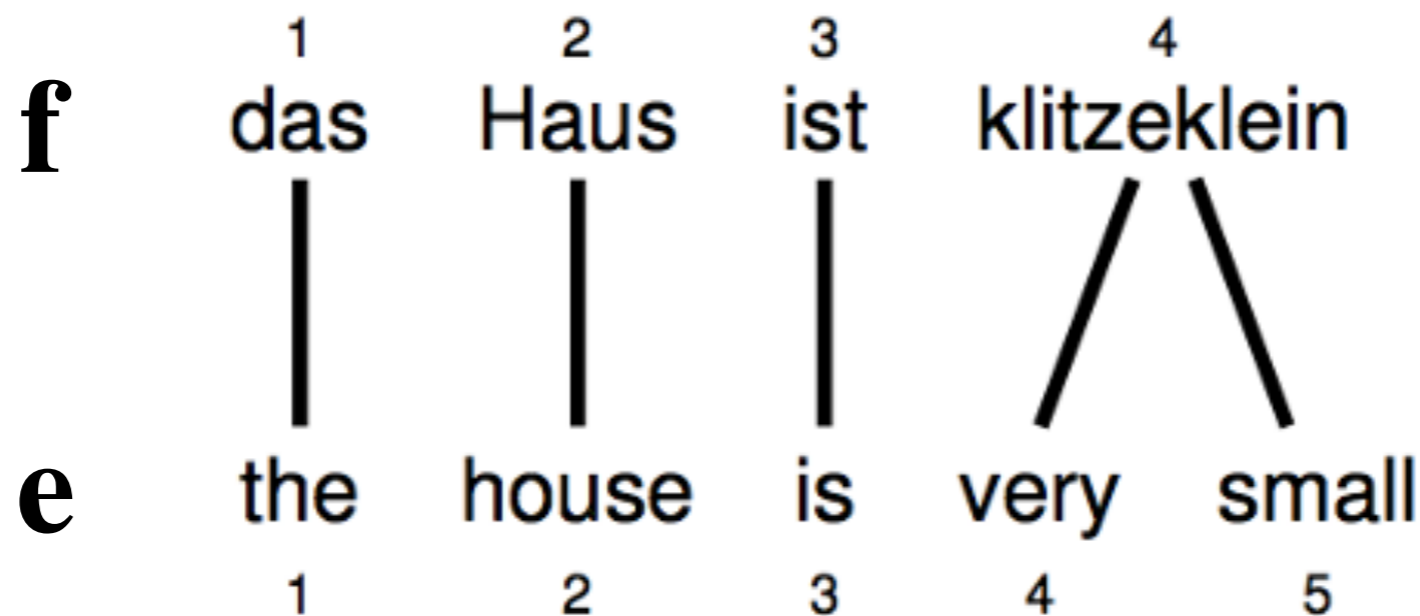 1 2 3 4
f das Haus ist klitzeklein
e the house is very small
1 2 3 4 5